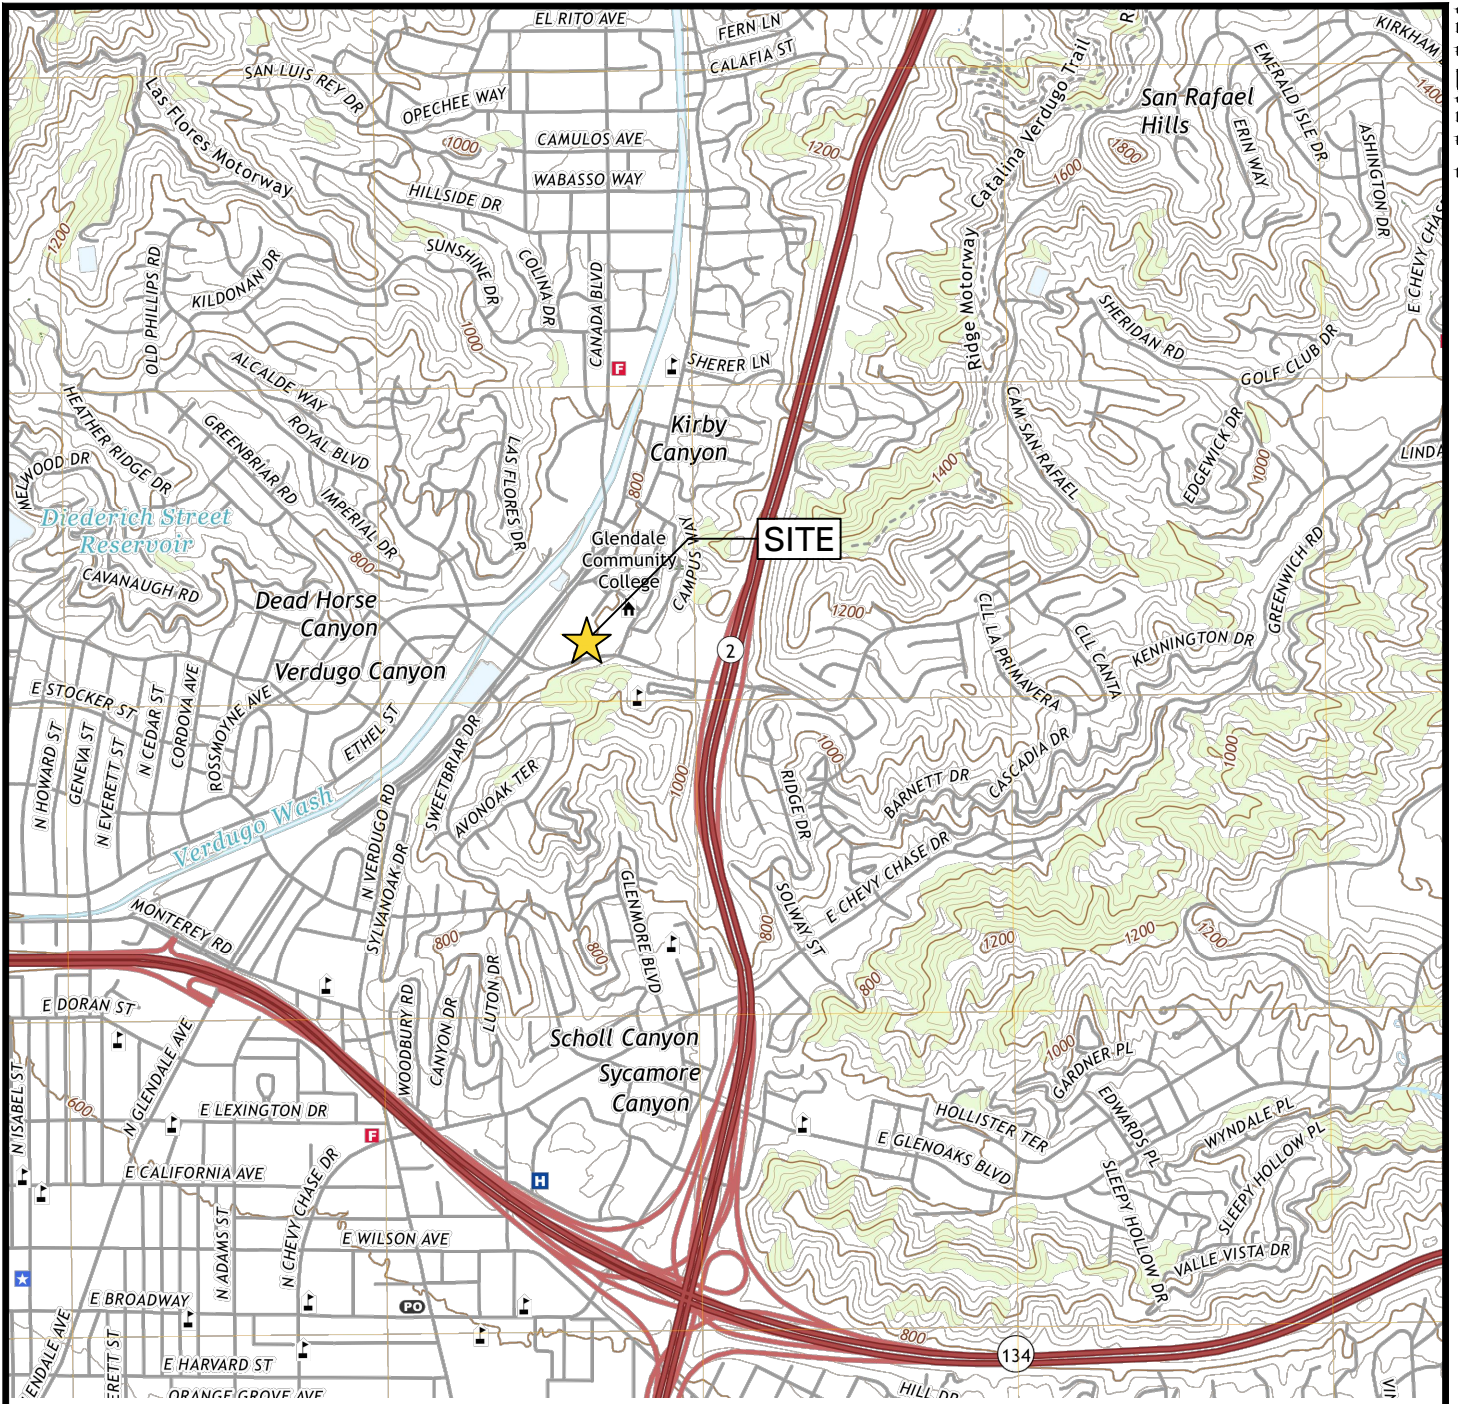 EL RITO AVE
FERN LN
CALAFIA ST
KIRKHAM
SAN LUIS REY DR
OPECHEE WAY
Las Flores Motorway
Catalina Verdugo Trail
San Rafael
Hills
EMERALD ISLE DR
1400
ERIN WAY
ASHINGTON DR
1000
CAMULOS AVE
1200
1800
1600
WABASSO WAY
HILLSIDE DR
1200
SUNSHINE DR
COLINA DR
CANADA BLVD
OLD PHILLIPS RD
KILDONAN DR
Ridge Motorway
E CHEVY CHAS
SHERIDAN RD
GOLF CLUB DR
1000
F
SHERER LN
ALCALDE WAY
HEATHER RIDGE DR
GREENBRIAR RD
ROYAL BLVD
Kirby
Canyon
CAM SAN RAFAEL
EDGEWICK DR
1000
LINDA
MELWOOD DR
IMPERIAL DR
LAS FLORES DR
800
1400
Diederich Street
Reservoir
800
CAVANAUGH RD
Glendale
Community
College
CAMPUS WAY
SITE
GREENWICH RD
Dead Horse
Canyon
1200
CLL LA PRIMAVERA
CLL CANTA
KENNINGTON DR
2
Verdugo Canyon
E STOCKER ST
N HOWARD ST
GENEVA ST
N EVERETT ST
N CEDAR ST
CORDOVA AVE
ROSSMOYNE AVE
ETHEL ST
SWEETBRIAR DR
AVONOAK TER
1000
1000
RIDGE DR
BARNETT DR
CASCADIA DR
1000
Verdugo Wash
N VERDUGO RD
SYLVANOAK DR
GLENMORE BLVD
E CHEVY CHASE DR
SOLWAY ST
MONTEREY RD
800
800
800
1200
1200
1200
800
E DORAN ST
WOODBURY RD
CANYON DR
LUTON DR
Scholl Canyon
Sycamore
Canyon
1000
GARDNER PL
N ISABEL ST
600
N GLENDALE AVE
E LEXINGTON DR
F
HOLLISTER TER
EDWARDS PL
WYNDALE PL
E GLENOAKS BLVD
SLEEPY HOLLOW PL
E CALIFORNIA AVE
N CHEVY CHASE DR
H
SLEEPY HOLLOW DR
N ADAMS ST
E WILSON AVE
VALLE VISTA DR
E BROADWAY
PO
800
134
ENDALE AVE
ERETT ST
E HARVARD ST
ORANGE GROVE AVE
HILL DR